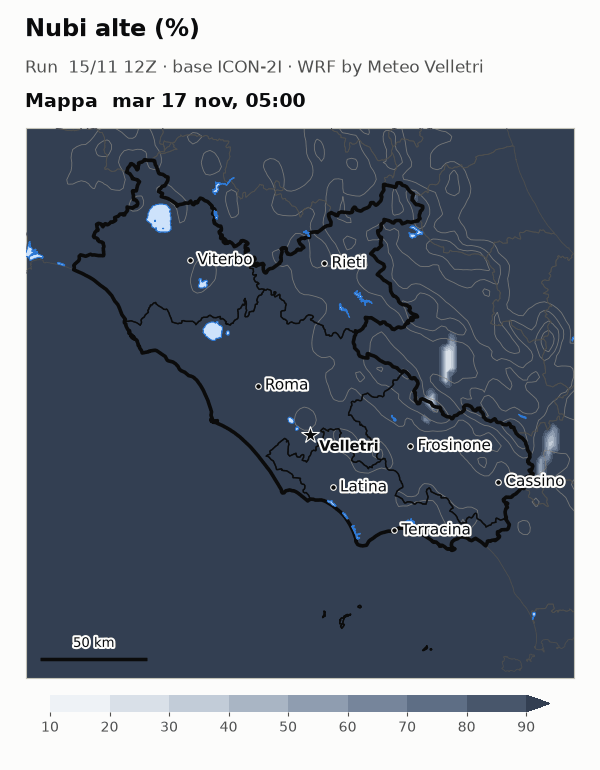 Nubi alte (%)
Run 15/11 12Z · base ICON-2I · WRF by Meteo Velletri
Mappa mar 17 nov, 05:00
Viterbo
Rieti
Roma
Velletri
Frosinone
Cassino
Latina
Terracina
50 km
10 20 30 40 50 60 70 80 90